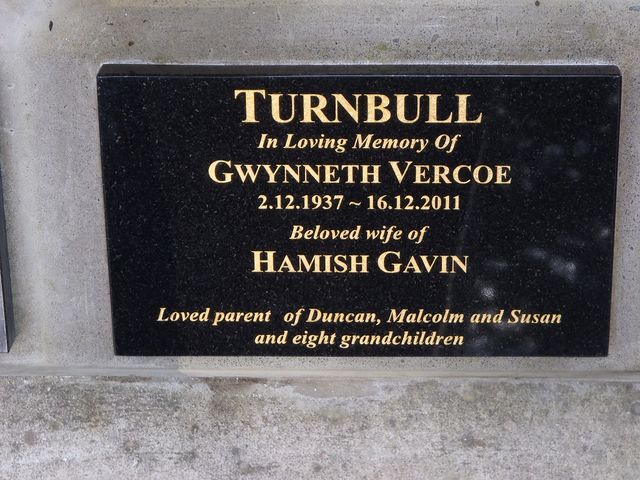 TURNBULL
In Loving Memory Of
GWYNNETH VERCOE
2.12.1937 ~ 16.12.2011
Beloved wife of
HAMISH GAVIN
Loved parent of Duncan, Malcolm and Susan
and eight grandchildren